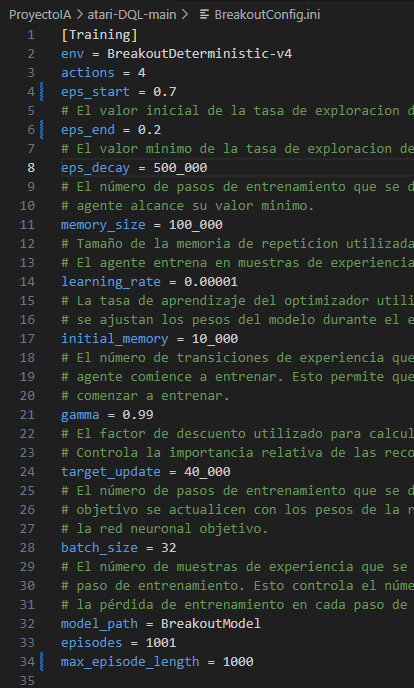 ProyectoIA > atari-DQL-main > BreakoutConfig.ini
1 [Training]
2 env = BreakoutDeterministic-v4
3 actions = 4
4 eps_start = 0.7
5 # El valor inicial de la tasa de exploracion d
6 eps_end = 0.2
7 # El valor minimo de la tasa de exploracion de
8 eps_decay = 500_000
9 # El número de pasos de entrenamiento que se d
10 # agente alcance su valor minimo.
11 memory_size = 100_000
12 # Tamaño de la memoria de repeticion utilizada
13 # El agente entrena en muestras de experiencia
14 learning_rate = 0.00001
15 # La tasa de aprendizaje del optimizador utili
16 # se ajustan los pesos del modelo durante el e
17 initial_memory = 10_000
18 # El número de transiciones de experiencia que
19 # agente comience a entrenar. Esto permite que
20 # comenzar a entrenar.
21 gamma = 0.99
22 # El factor de descuento utilizado para calcul
23 # Controla la importancia relativa de las reco
24 target_update = 40_000
25 # El número de pasos de entrenamiento que se d
26 # objetivo se actualicen con los pesos de la r
27 # la red neuronal objetivo.
28 batch_size = 32
29 # El número de muestras de experiencia que se
30 # paso de entrenamiento. Esto controla el núme
31 # la pérdida de entrenamiento en cada paso de
32 model_path = BreakoutModel
33 episodes = 1001
34 max_episode_length = 1000
35